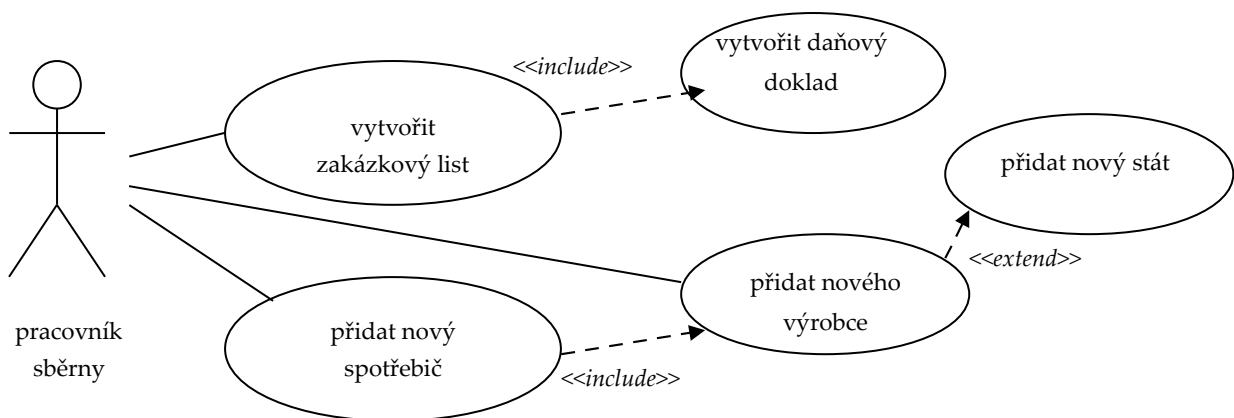 vytvořit daňový
doklad
<<include>>
vytvořit
zakázkový list
přidat nový stát
<<extend>>
přidat nového
výrobce
pracovník
sběrny
přidat nový
spotřebič
<<include>>